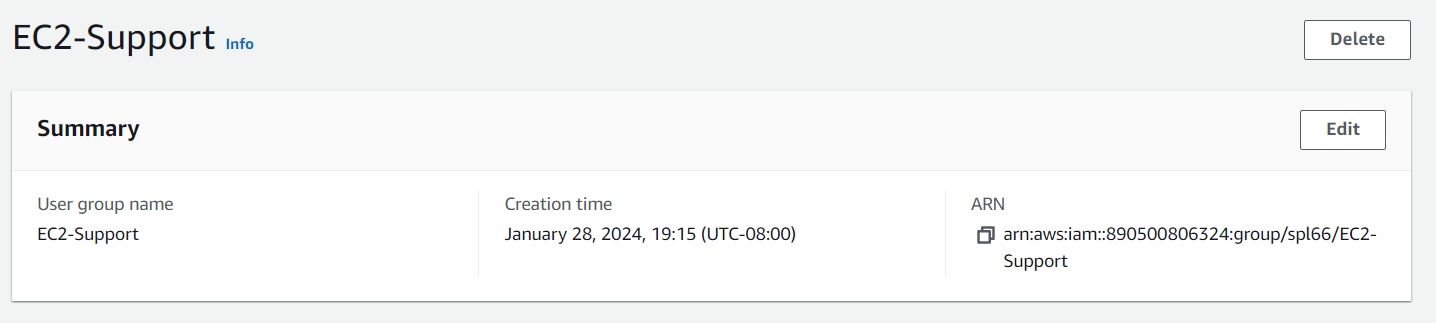 EC2-Support Info
Delete
Summary
Edit
User group name
EC2-Support
Creation time
January 28, 2024, 19:15 (UTC-08:00)
ARN
arn:aws:iam::890500806324:group/spl66/EC2-
Support